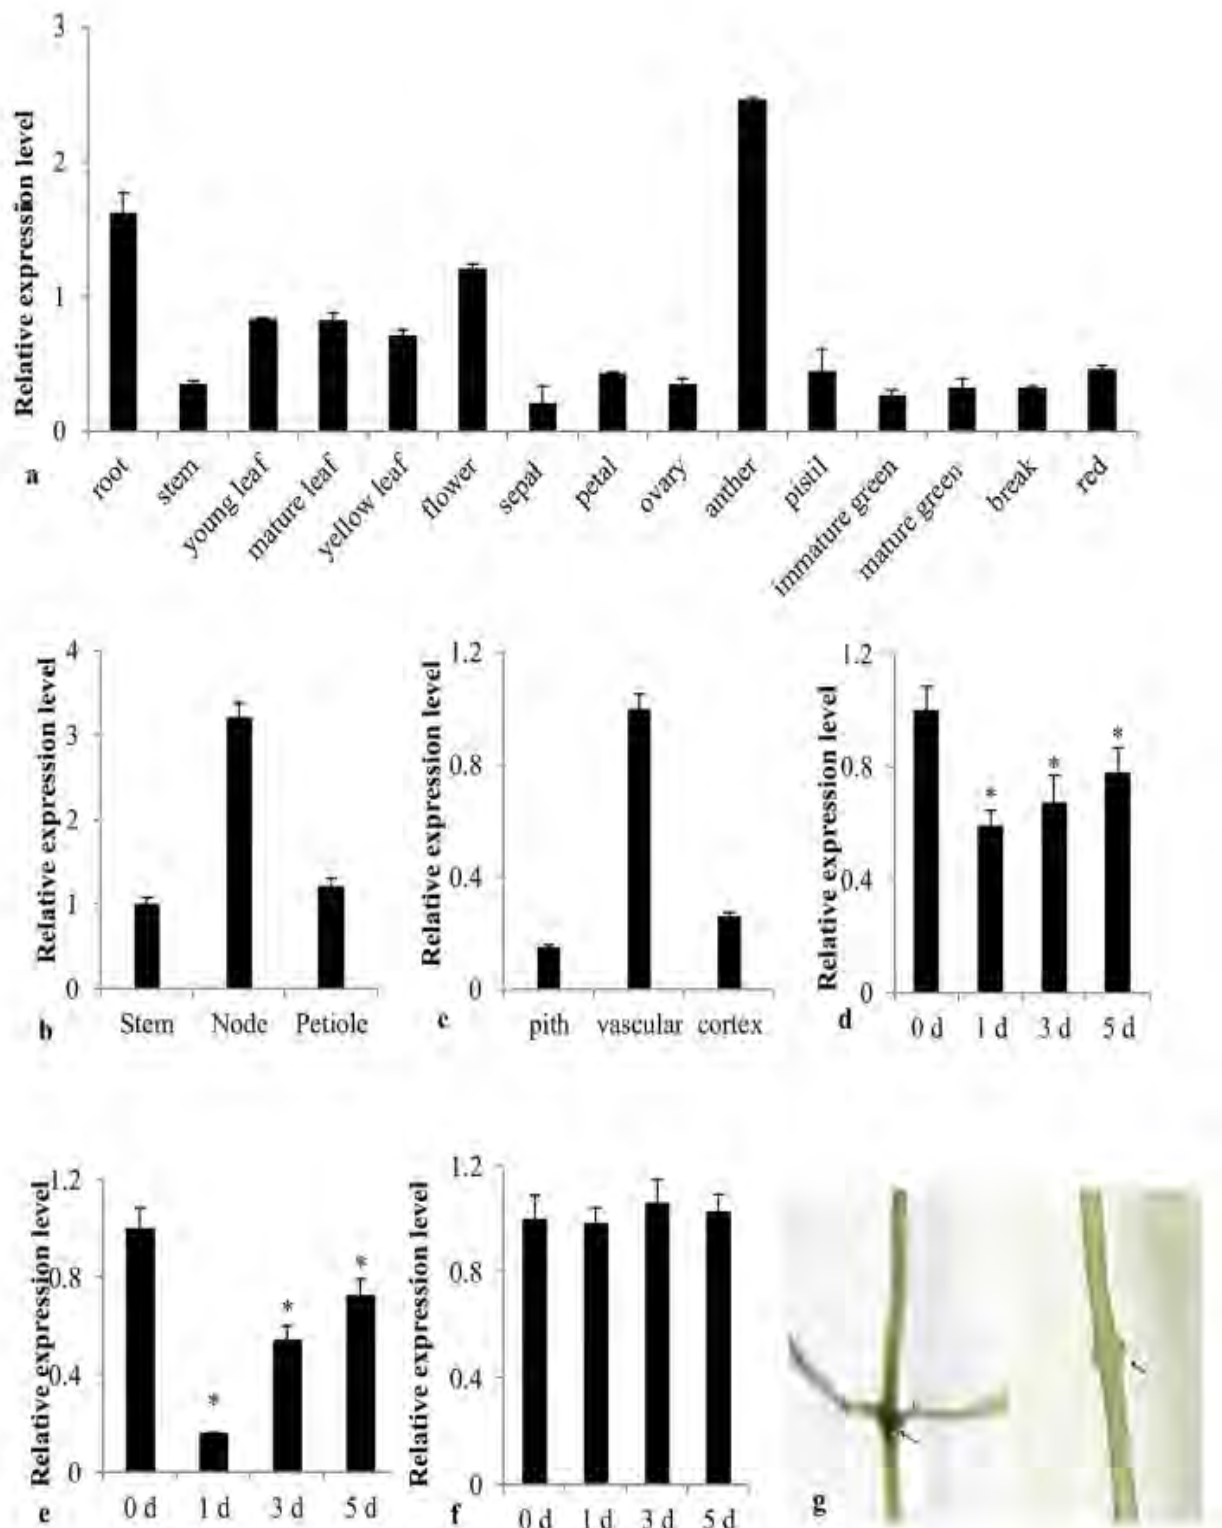 Relative expression level
3
2
1
0
a
root
stem
young leaf
mature leaf
yellow leaf
flower
sepal
petal
ovary
anther
pistil
immature green
mature green
break
red
Relative expression level
4
3
2
1
0
b
Stem Node Petiole
Relative expression level
1.2
0.8
0.4
0
c
pith vascular cortex
Relative expression level
1.2
0.8
0.4
0
* * *
d
0 d 1 d 3 d 5 d
Relative expression level
1.2
0.8
0.4
0
* * *
e
0 d 1 d 3 d 5 d
Relative expression level
1.2
0.8
0.4
0
f
0 d 1 d 3 d 5 d
g